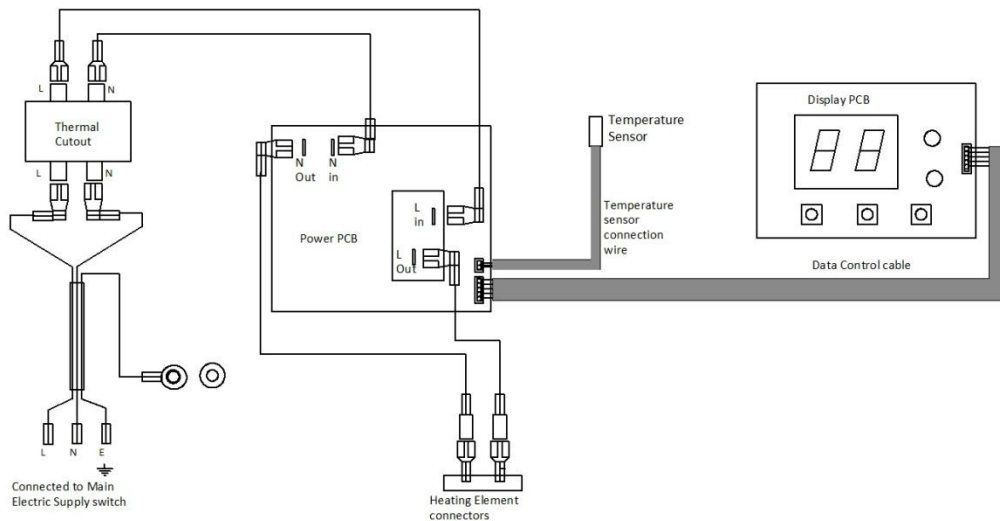 L
N
Thermal
Cutout
L
N
N
Out
N
in
Power PCB
L
in
L
Out
Temperature
Sensor
Temperature
sensor
connection
wire
Display PCB
88
Data Control cable
L
N
E
Connected to Main
Electric Supply switch
Heating Element
connectors